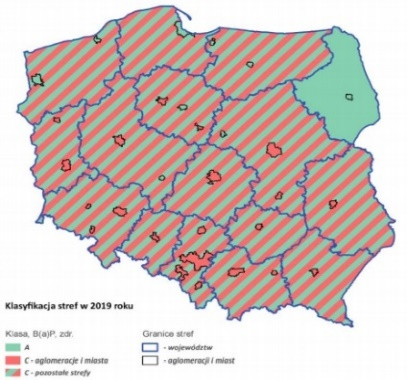 Klasyfikacja stref w 2019 roku
Klasa, B(a)P, zdr.
A
C - aglomeracje i miasta
C - pozostałe strefy
Granice stref
- województw
- aglomeracji i miast